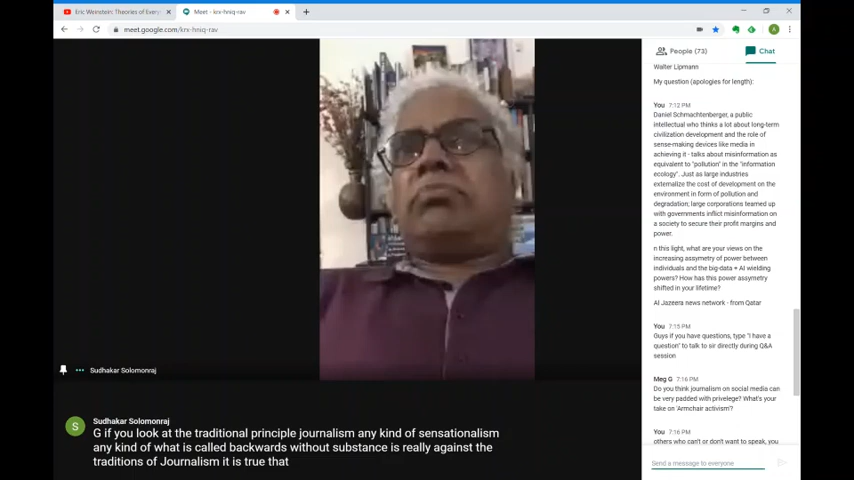 Eric Weinstein: Theories of Every
Meet - krv-hniq-rav
meet.google.com/krv-hniq-rav
People (73)
Chat
Walter Lipmann
My question (apologies for length):
You 7:12 PM
Daniel Schmachtenberger, a public
intellectual who thinks a lot about long-term
civilization development and the role of
sense-making devices like media in
achieving it - talks about misinformation as
equivalent to "pollution" in the "information
ecology". Just as large industries
externalize the cost of development on the
environment in form of pollution and
degradation; large corporations teamed up
with governments inflict misinformation on
a society to secure their profit margins and
power.
n this light, what are your views on the
increasing assymetry of power between
individuals and the big-data + AI wielding
powers? How has this power assymetry
shifted in your lifetime?
Al Jazeera news network - from Qatar
You 7:15 PM
Guys if you have questions, type "I have a
question" to talk to sir directly during Q&A
session
Meg G 7:16 PM
Do you think journalism on social media can
be very padded with privelege? What's your
take on 'Armchair activism?
You 7:16 PM
others who can't or don't want to speak, you
Send a message to everyone
Sudhakar Solomonraj
S
Sudhakar Solomonraj
G if you look at the traditional principle journalism any kind of sensationalism
any kind of what is called backwards without substance is really against the
traditions of Journalism it is true that